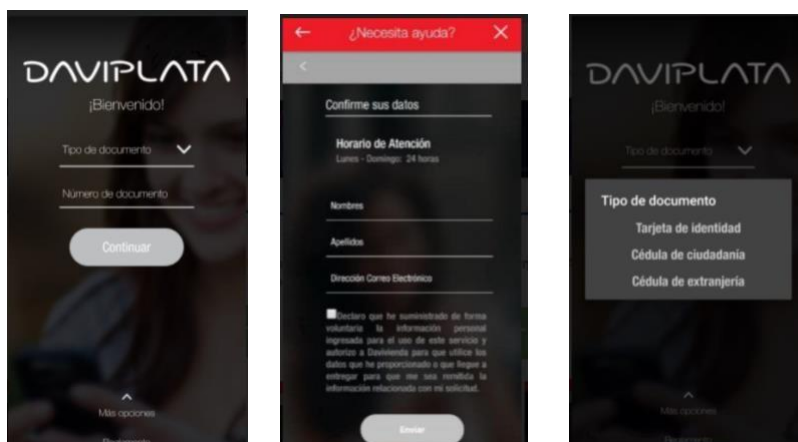 DAVIPLATA
¡Bienvenido!
Tipo de documento
Número de documento
Continuar
Más opciones
¿Necesita ayuda?
Confirme sus datos
Horario de Atención
Lunes - Domingo: 24 horas
Nombres
Apellidos
Dirección Correo Electrónico
Declaro que he suministrado de forma
voluntaria la información personal
ingresada para el uso de este servicio y
autorizo a Davivienda para que utilice los
datos que he proporcionado o que llegue a
entregar para que me sea remitida la
información relacionada con mi solicitud.
Enviar
DAVIPLATA
¡Bienvenido!
Tipo de documento
Tipo de documento
Tarjeta de identidad
Cédula de ciudadanía
Cédula de extranjería
Más opciones